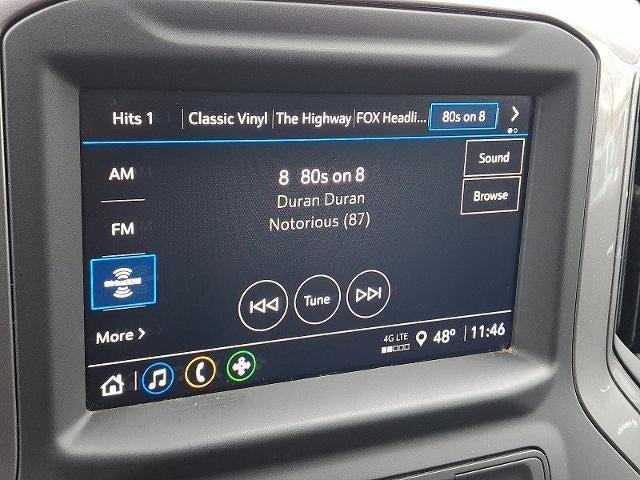 Hits 1 Classic Vinyl The Highway FOX Headli... 80s on 8
AM
8 80s on 8
Sound
Duran Duran
Browse
FM
Notorious (87)
SiriusXM
Tune
More
4G LTE
48° 11:46